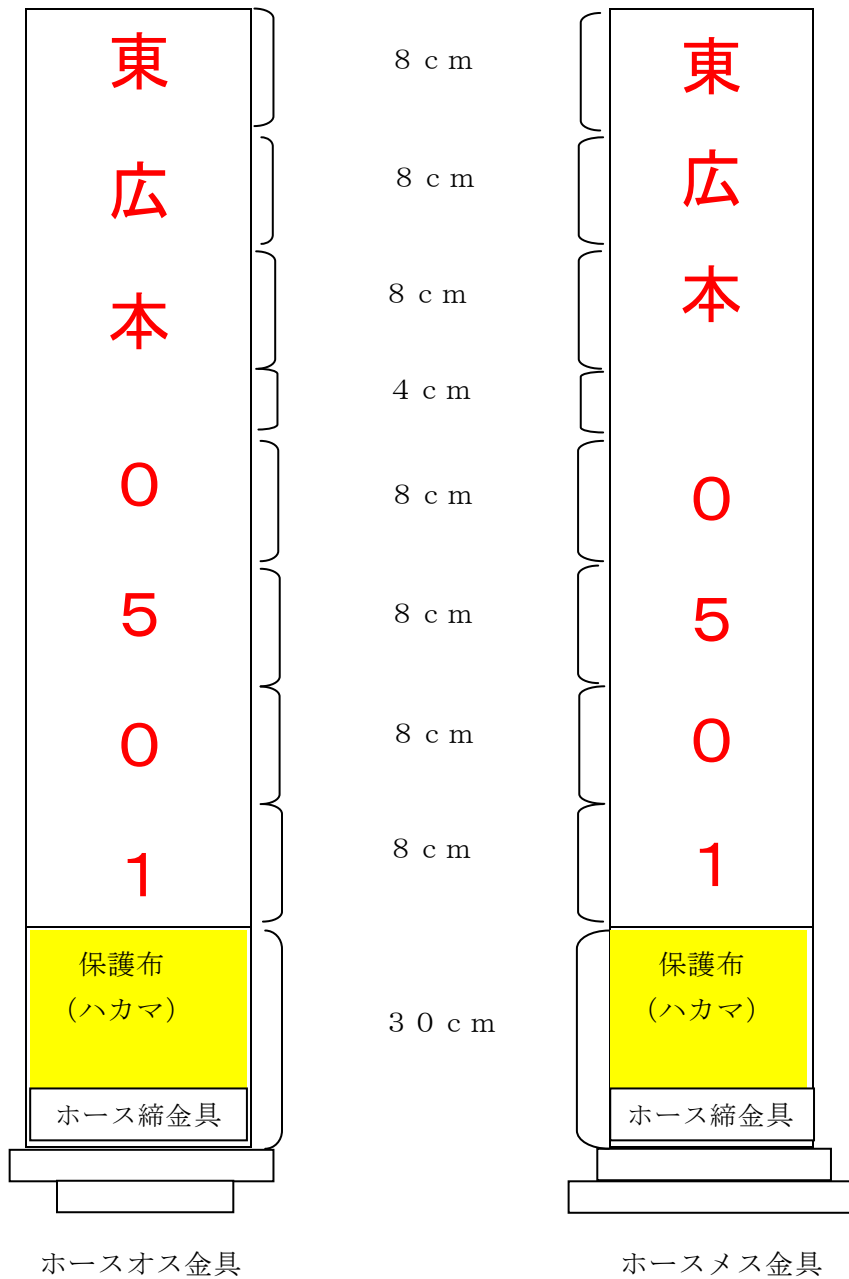 東
広
本
０
５
０
１
保護布
（ハカマ）
ホース締金具
ホースオス金具
８ｃｍ
８ｃｍ
８ｃｍ
４ｃｍ
８ｃｍ
８ｃｍ
８ｃｍ
８ｃｍ
３０ｃｍ
東
広
本
０
５
０
１
保護布
（ハカマ）
ホース締金具
ホースメス金具